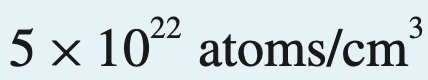 5 × 10²² atoms/cm³